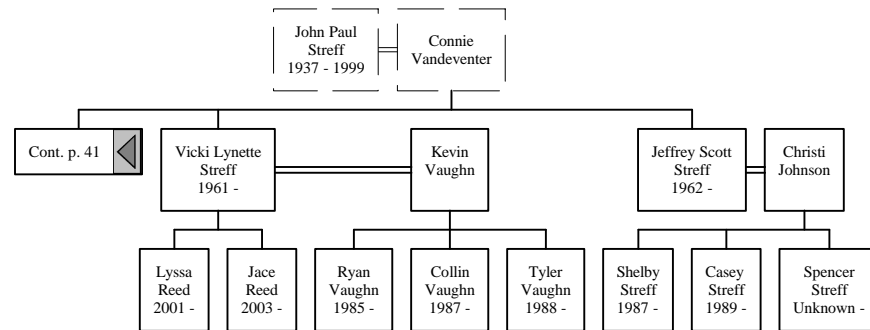 John Paul
Streff
1937 - 1999
Connie
Vandeventer
Cont. p. 41
Vicki Lynette
Streff
1961 -
Kevin
Vaughn
Jeffrey Scott
Streff
1962 -
Christi
Johnson
Lyssa
Reed
2001 -
Jace
Reed
2003 -
Ryan
Vaughn
1985 -
Collin
Vaughn
1987 -
Tyler
Vaughn
1988 -
Shelby
Streff
1987 -
Casey
Streff
1989 -
Spencer
Streff
Unknown -